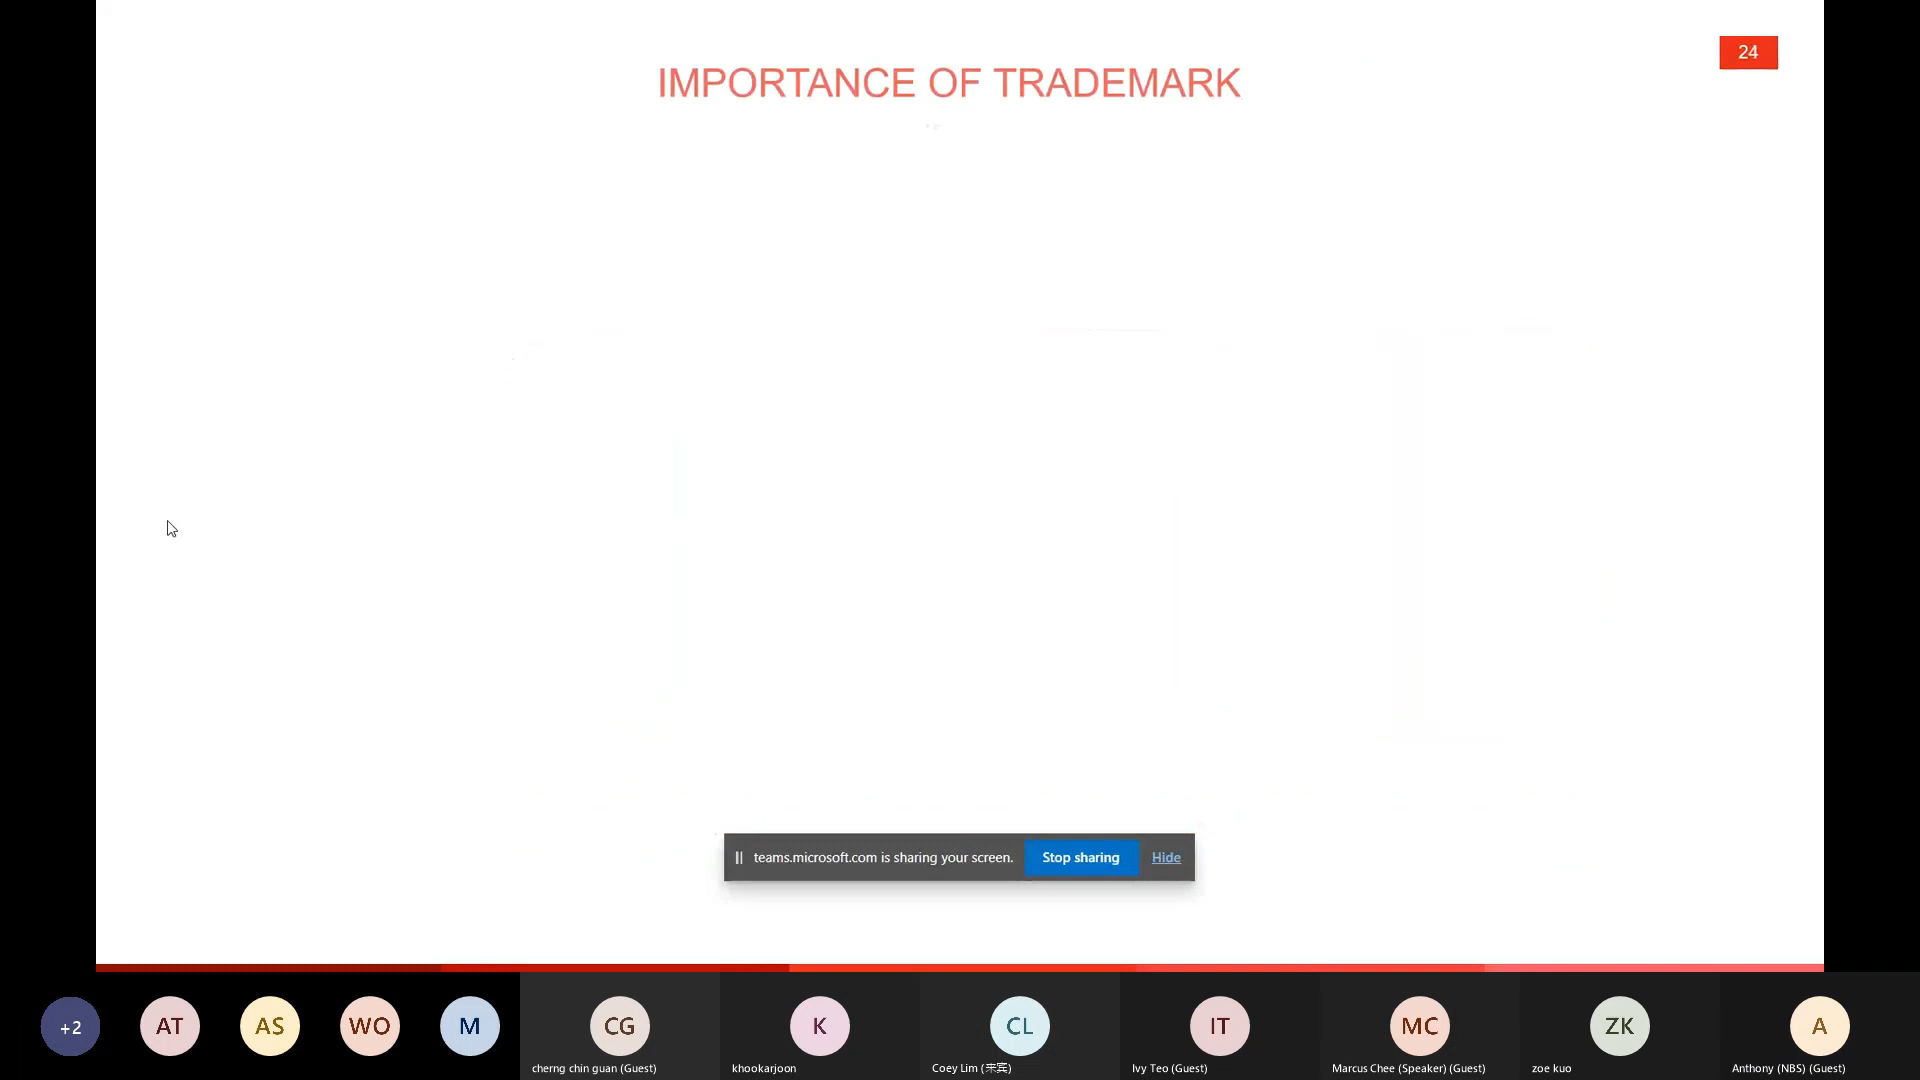 24
IMPORTANCE OF TRADEMARK
teams.microsoft.com is sharing your screen. Stop sharing Hide
+2 AT AS WO M CG K CL IT MC ZK A
cherng chin guan (Guest) khookarjoon Coey Lim (来宾) Ivy Teo (Guest) Marcus Chee (Speaker) (Guest) zoe kuo Anthony (NBS) (Guest)